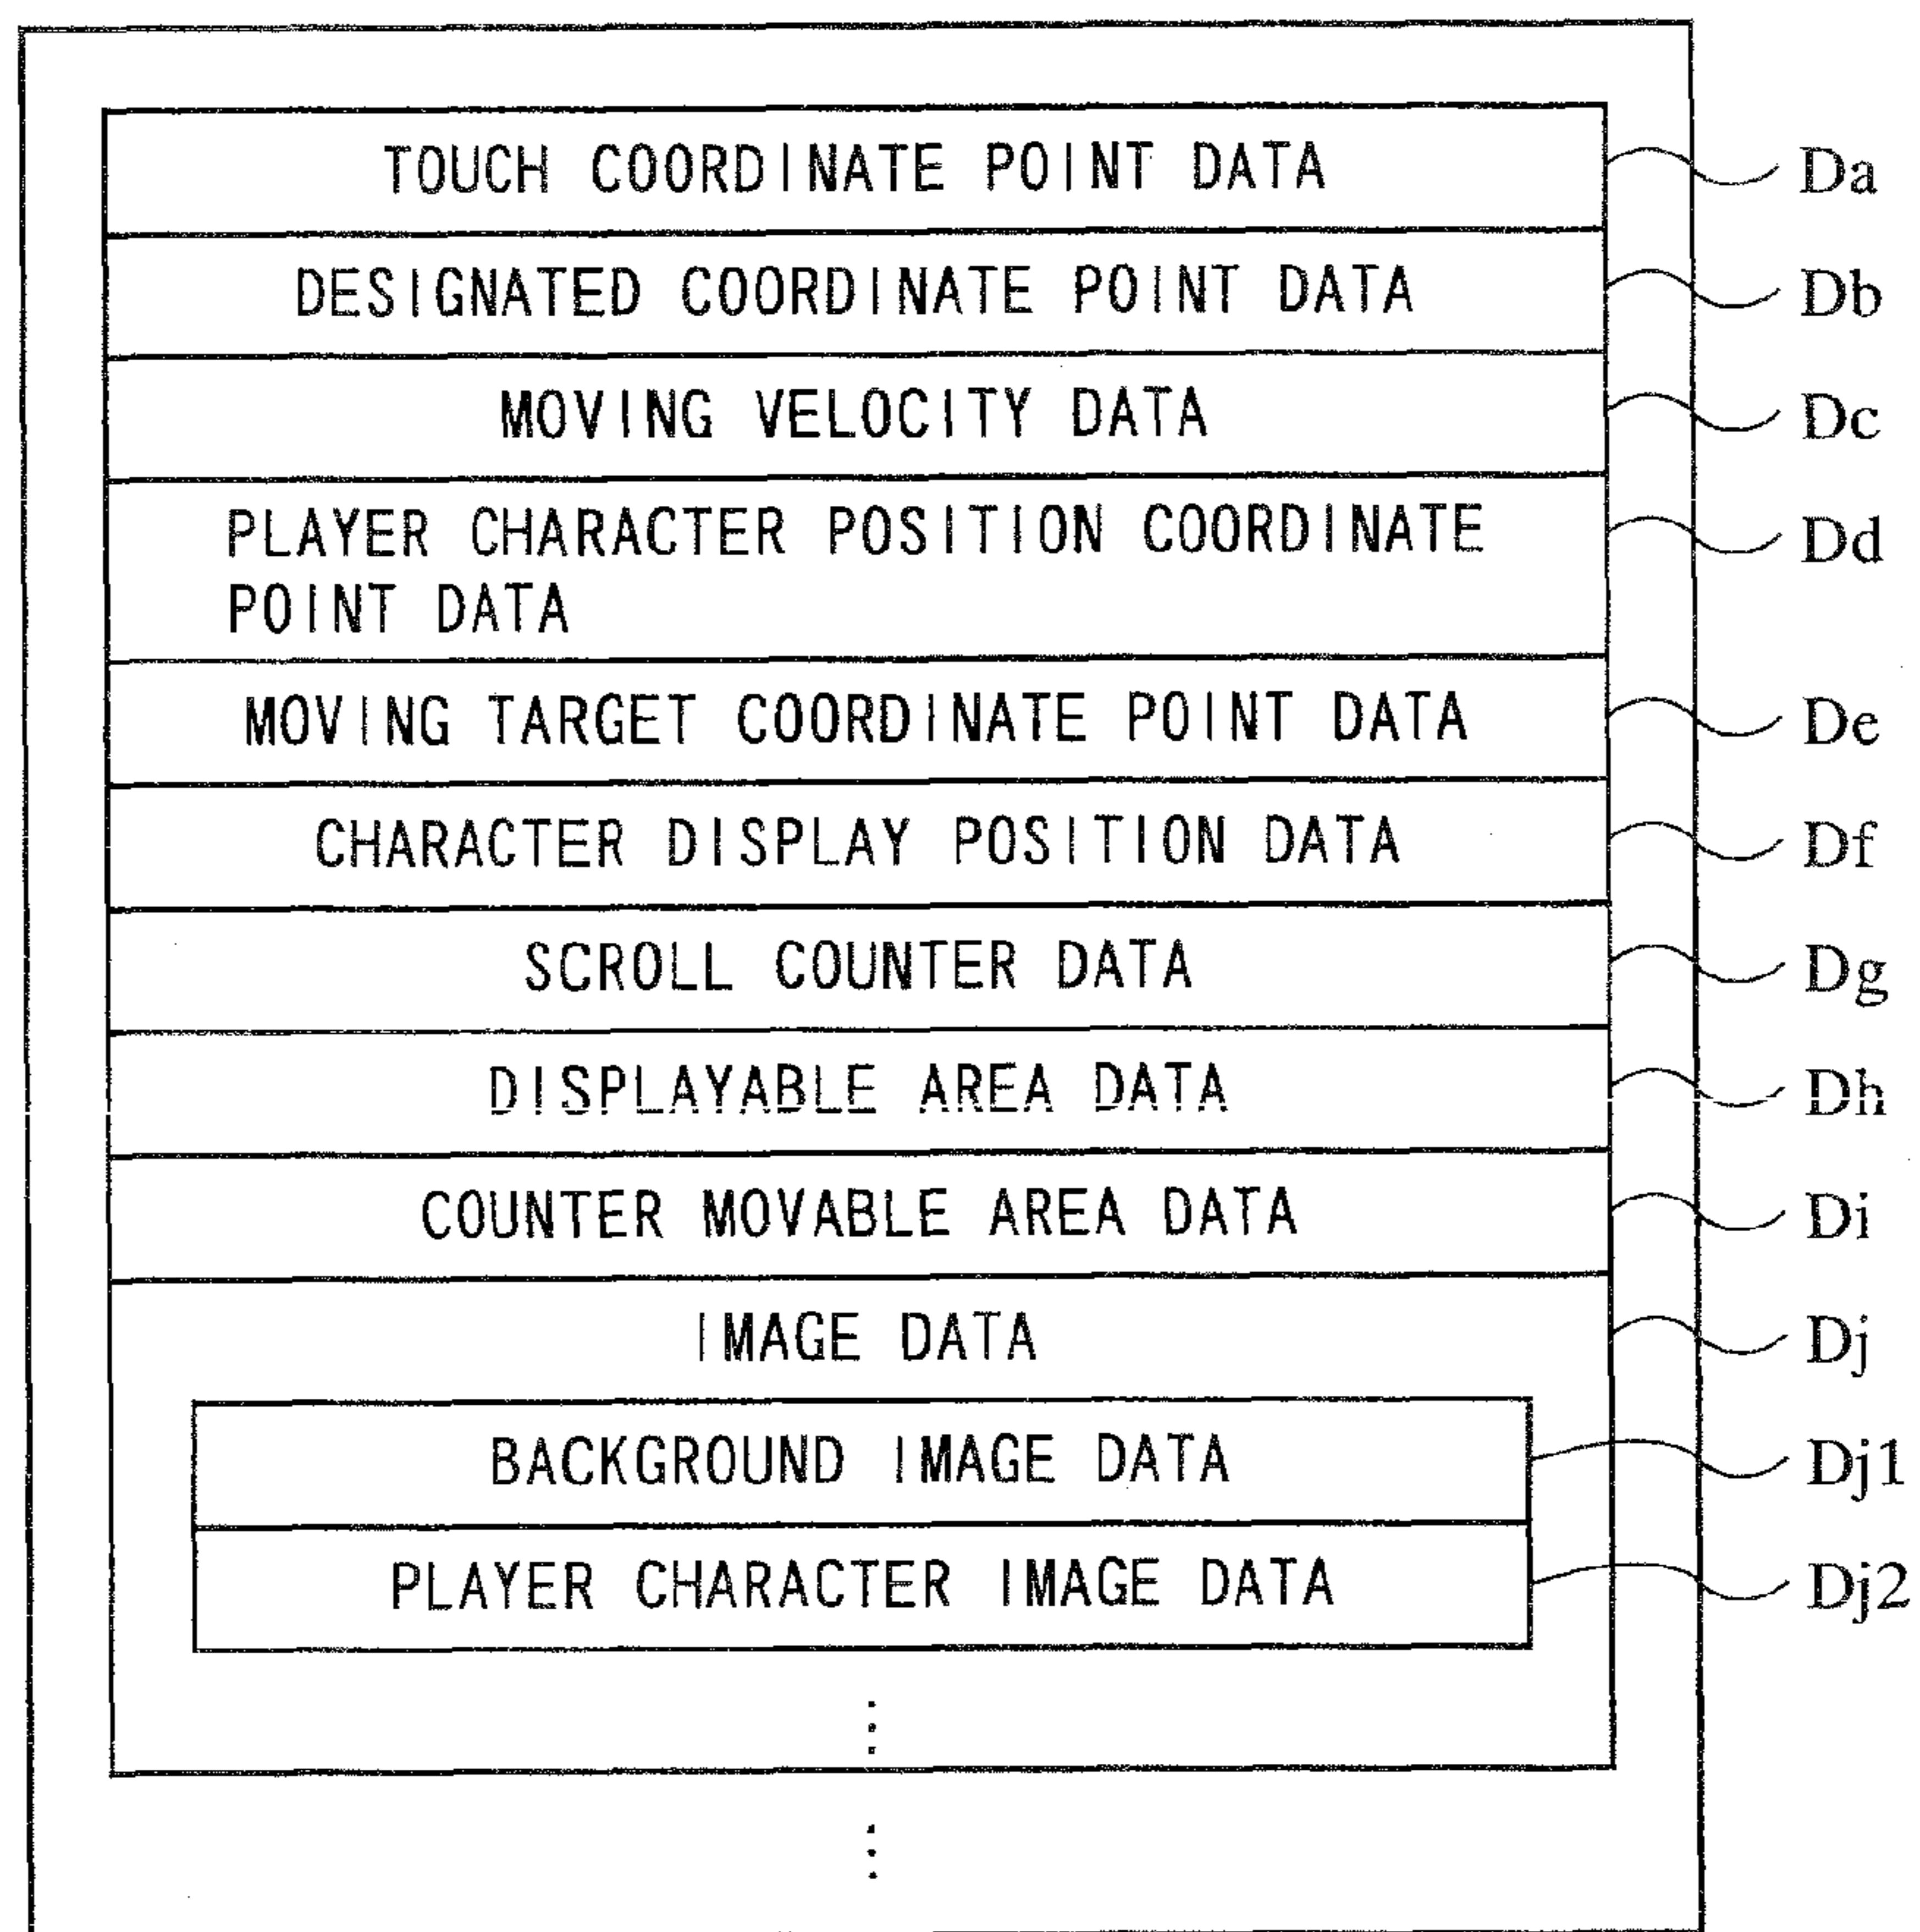 TOUCH COORDINATE POINT DATA Da
DESIGNATED COORDINATE POINT DATA Db
MOVING VELOCITY DATA Dc
PLAYER CHARACTER POSITION COORDINATE Dd
POINT DATA
MOVING TARGET COORDINATE POINT DATA De
CHARACTER DISPLAY POSITION DATA Df
SCROLL COUNTER DATA Dg
DISPLAYABLE AREA DATA Dh
COUNTER MOVABLE AREA DATA Di
IMAGE DATA Dj
BACKGROUND IMAGE DATA Dj1
PLAYER CHARACTER IMAGE DATA Dj2